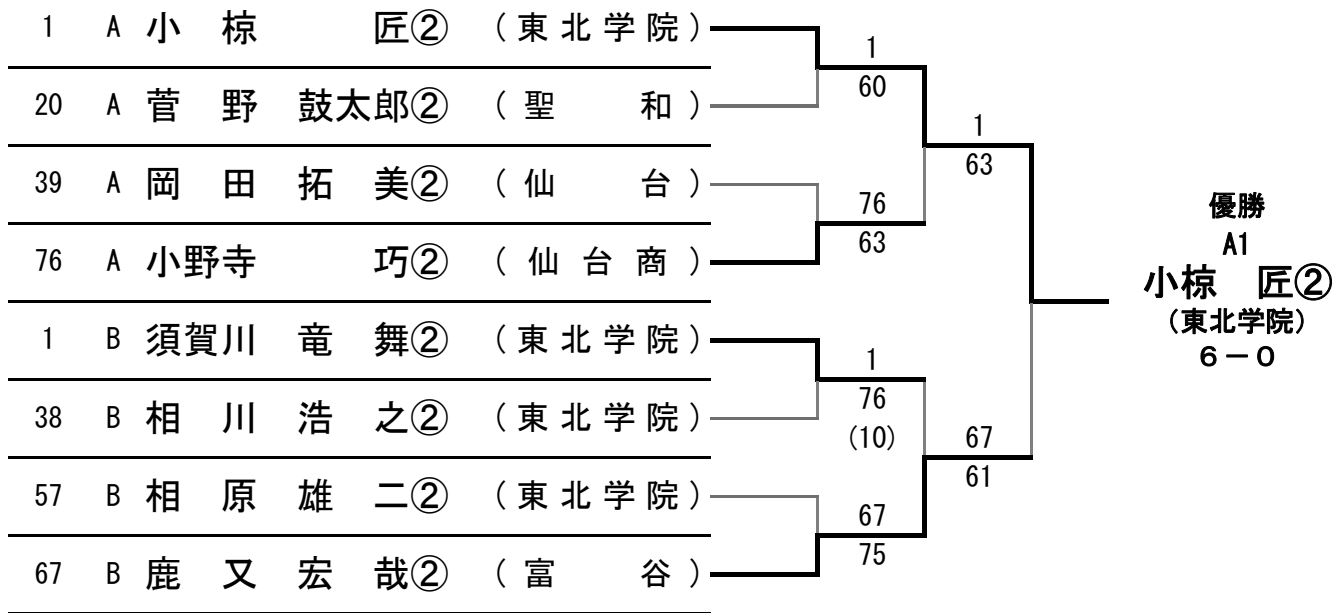 1 A 小 椋 匠② (東北学院)
20 A 菅 野 鼓太郎② (聖 和)
39 A 岡 田 拓 美② (仙 台)
76 A 小野寺 巧② (仙台商)
1 B 須賀川 竜 舞② (東北学院)
38 B 相 川 浩 之② (東北学院)
57 B 相 原 雄 二② (東北学院)
67 B 鹿 又 宏 哉② (富 谷)
1
60
76
63
1
76
(10)
67
75
1
63
67
61
優勝
A1
小椋 匠②
(東北学院)
6-0